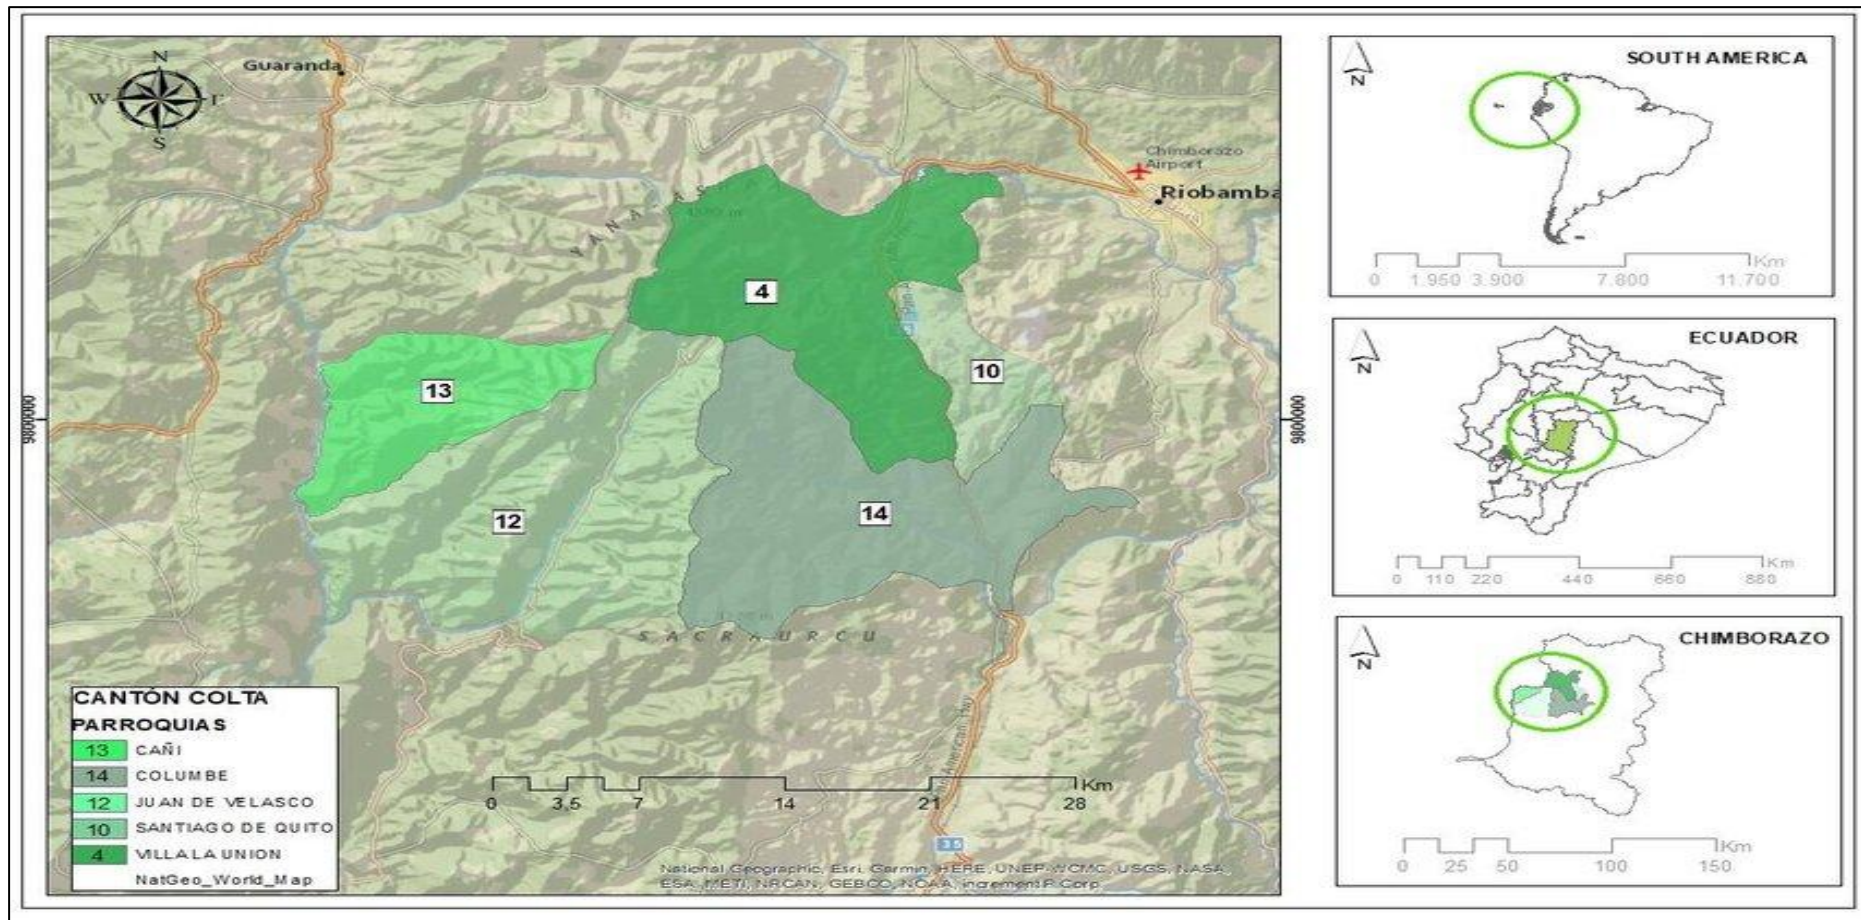 N
W
S
Guaranda
Chimborazo
Airport
Riobamba
4
13
10
12
14
SACRAURCU
9800000
9800000
CANTÓN COLTA
PARROQUIAS
13 CAÑI
14 COLUMBE
12 JUAN DE VELASCO
10 SANTIAGO DE QUITO
4 VILLA LA UNION
NatGeo_World_Map
Km
0 3,5 7 14 21 28
35
National Geographic, Esri, Garmin, HERE, UNEP-WCMC, USGS, NASA,
ESA, METI, NRCAN, GEBCO, NOAA, increment P Corp.
SOUTH AMERICA
N
Km
0 1.950 3.900 7.800 11.700
ECUADOR
N
Km
0 110 220 440 660 880
CHIMBORAZO
N
Km
0 25 50 100 150